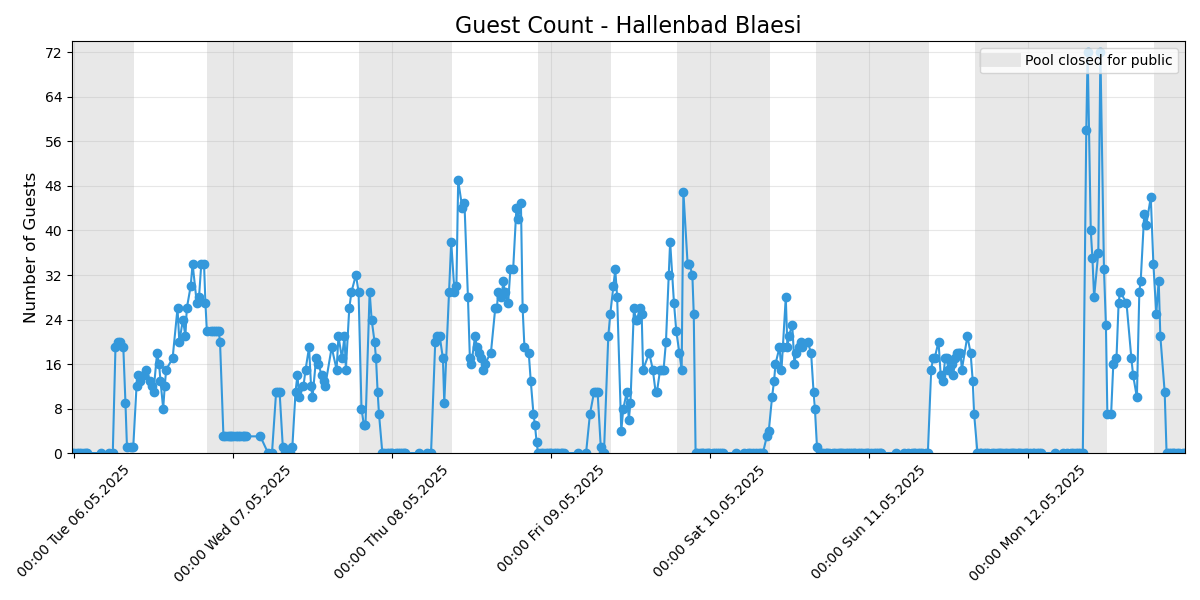 Guest Count - Hallenbad Blaesi
Pool closed for public
Number of Guests
72
64
56
48
40
32
24
16
8
0
00:00 Tue 06.05.2025
00:00 Wed 07.05.2025
00:00 Thu 08.05.2025
00:00 Fri 09.05.2025
00:00 Sat 10.05.2025
00:00 Sun 11.05.2025
00:00 Mon 12.05.2025